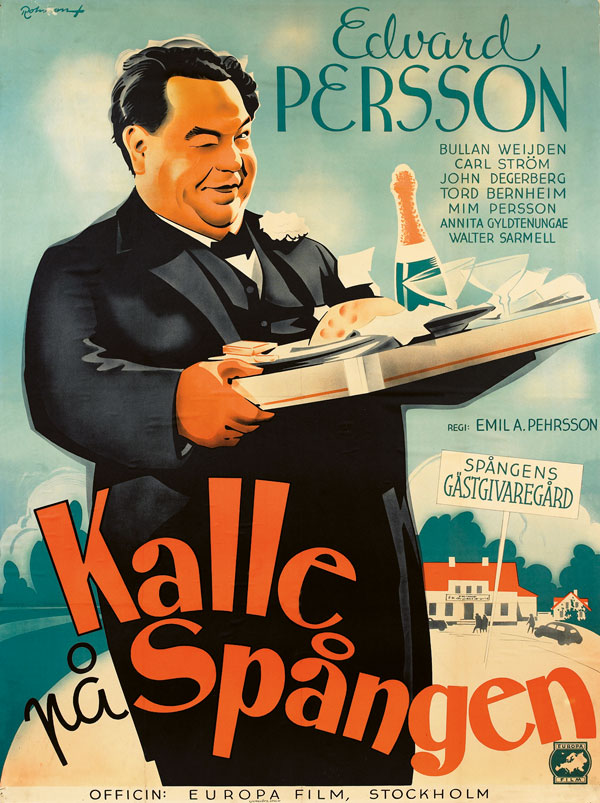 Rohman
Edvard
PERSSON
BULLAN WEIJDEN
CARL STRÖM
JOHN DEGERBERG
TORD BERNHEIM
MIM PERSSON
ANNITA GYLDTENUNGAE
WALTER SARMELL
K
REGI: EMIL A. PEHRSSON
SPÅNGENS
GÄSTGIVAREGÅRD
Kalle
på Spången
EUROPA
FILM
OFFICIN: EUROPA FILM, STOCKHOLM